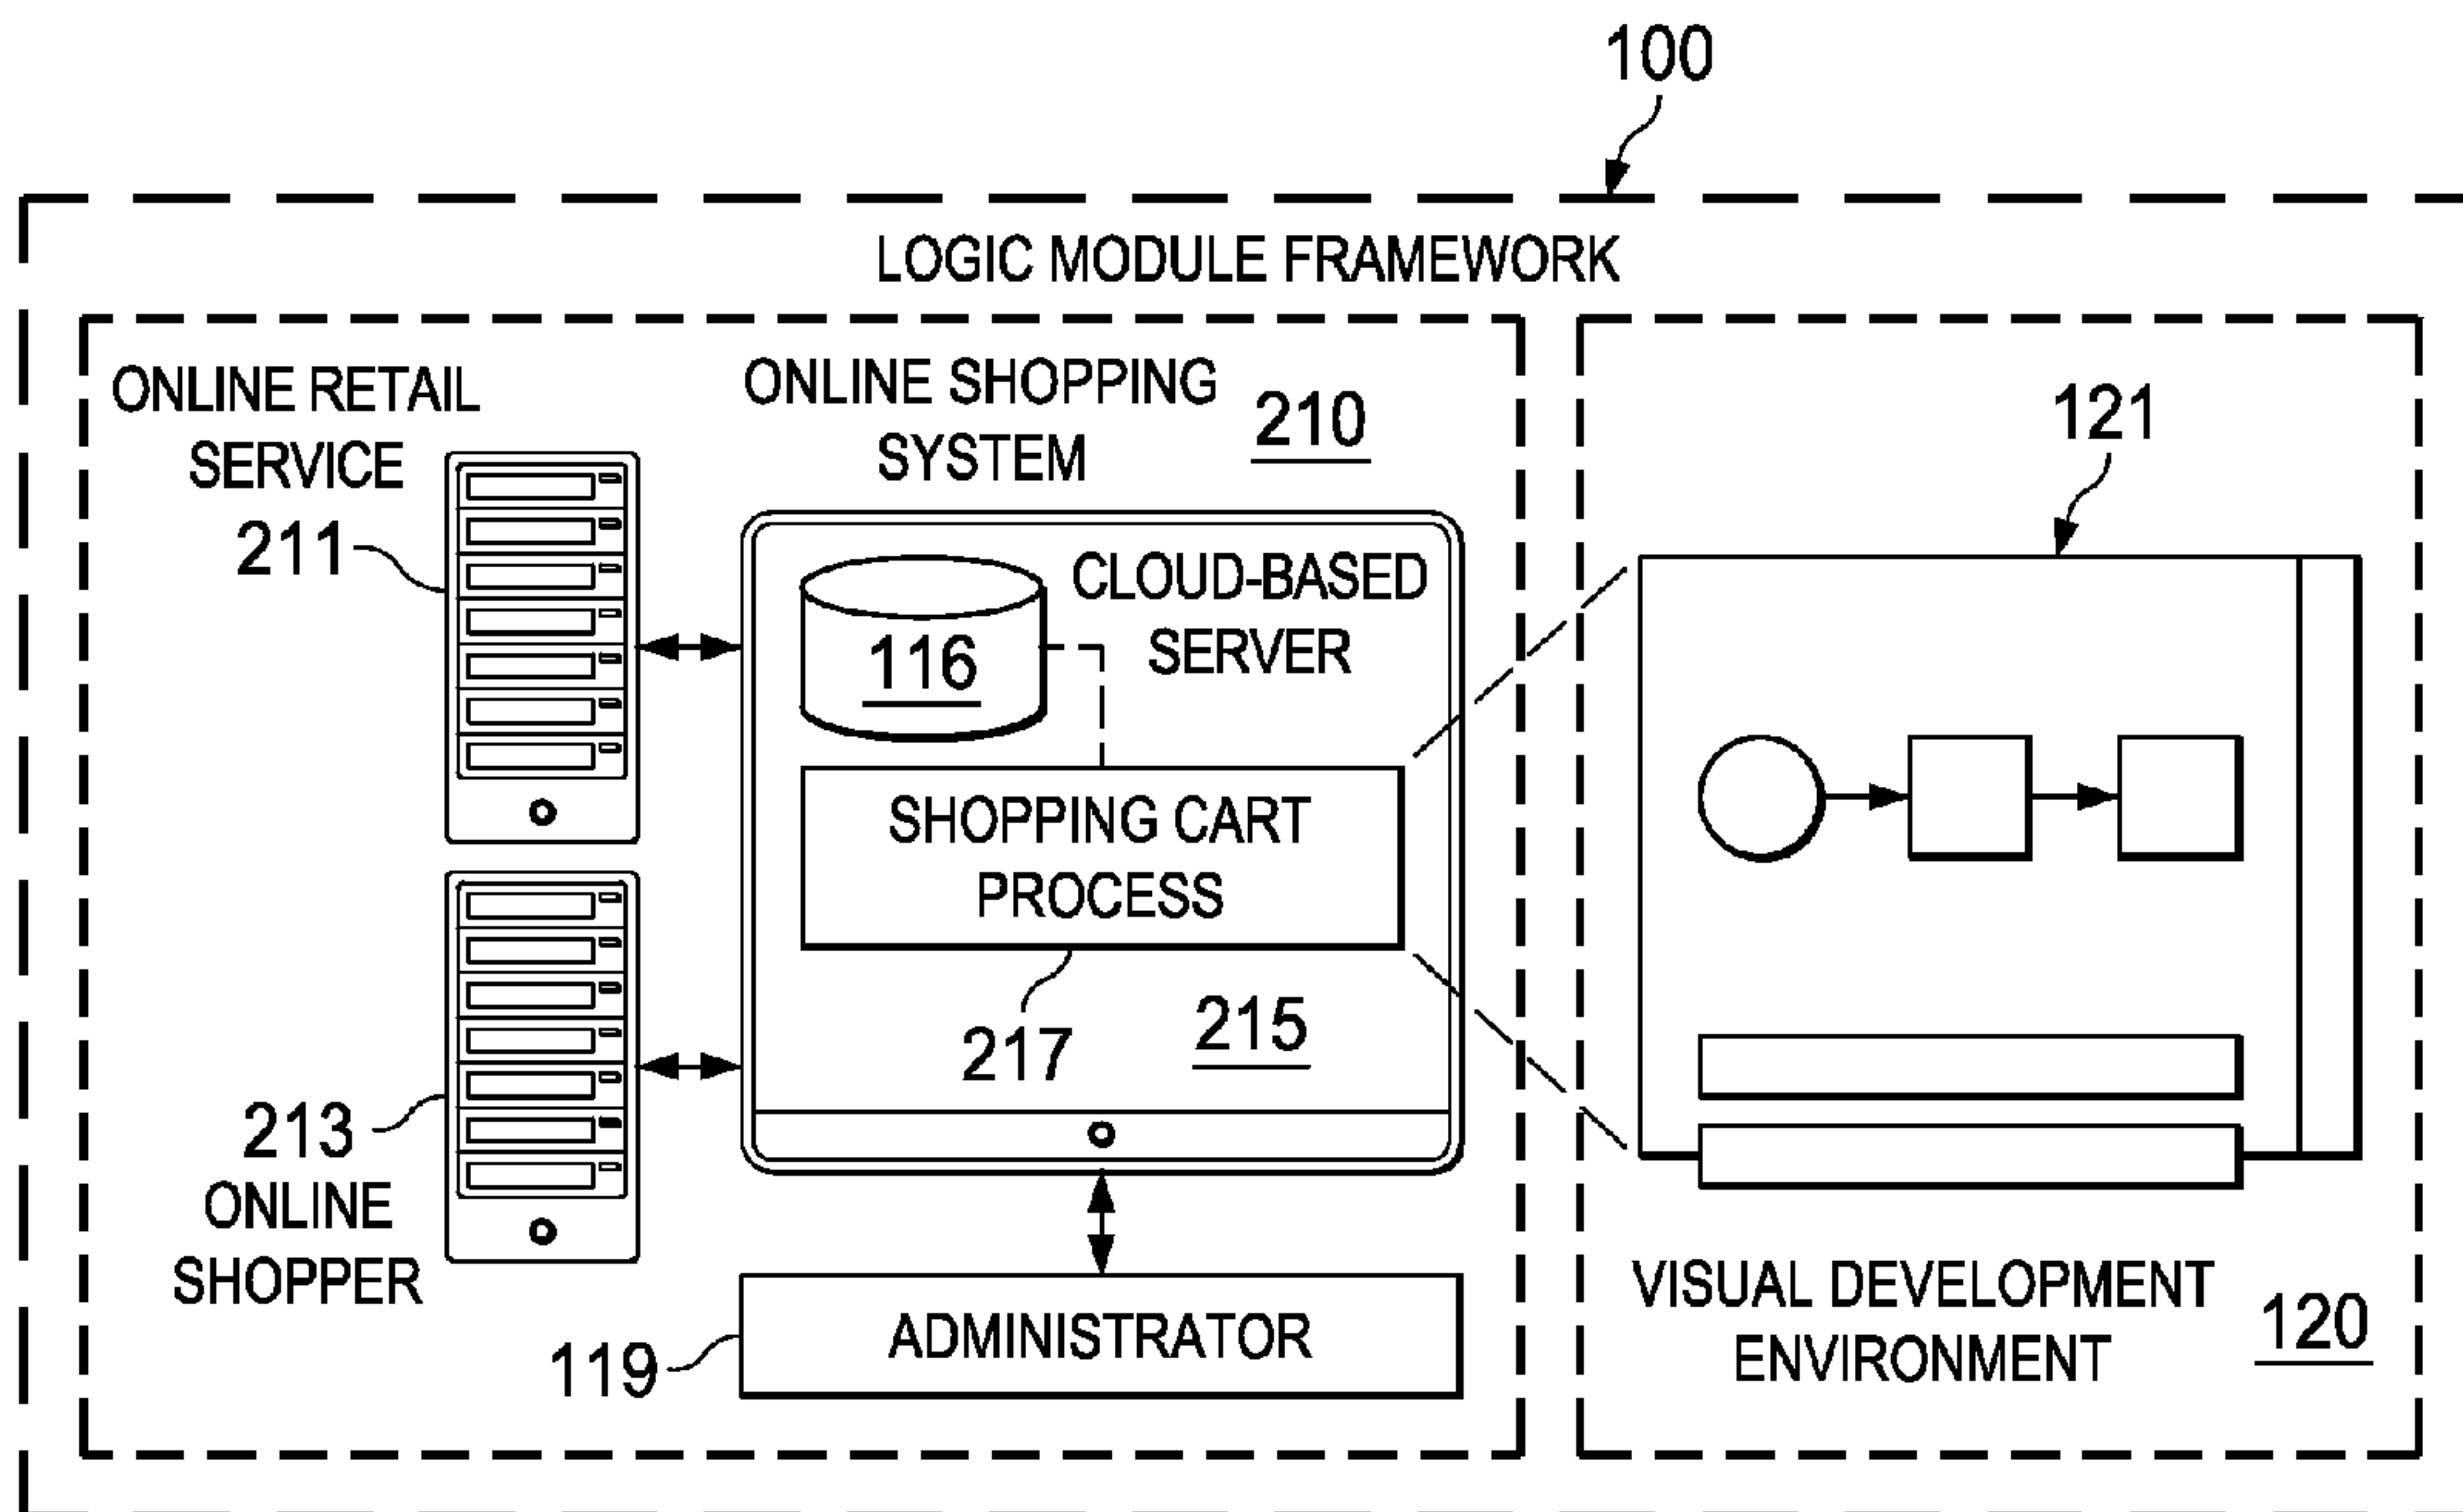 100
LOGIC MODULE FRAMEWORK
ONLINE RETAIL
SERVICE
211
ONLINE SHOPPING
SYSTEM
210
116
CLOUD-BASED
SERVER
SHOPPING CART
PROCESS
217
215
213
ONLINE
SHOPPER
119
ADMINISTRATOR
121
VISUAL DEVELOPMENT
ENVIRONMENT
120